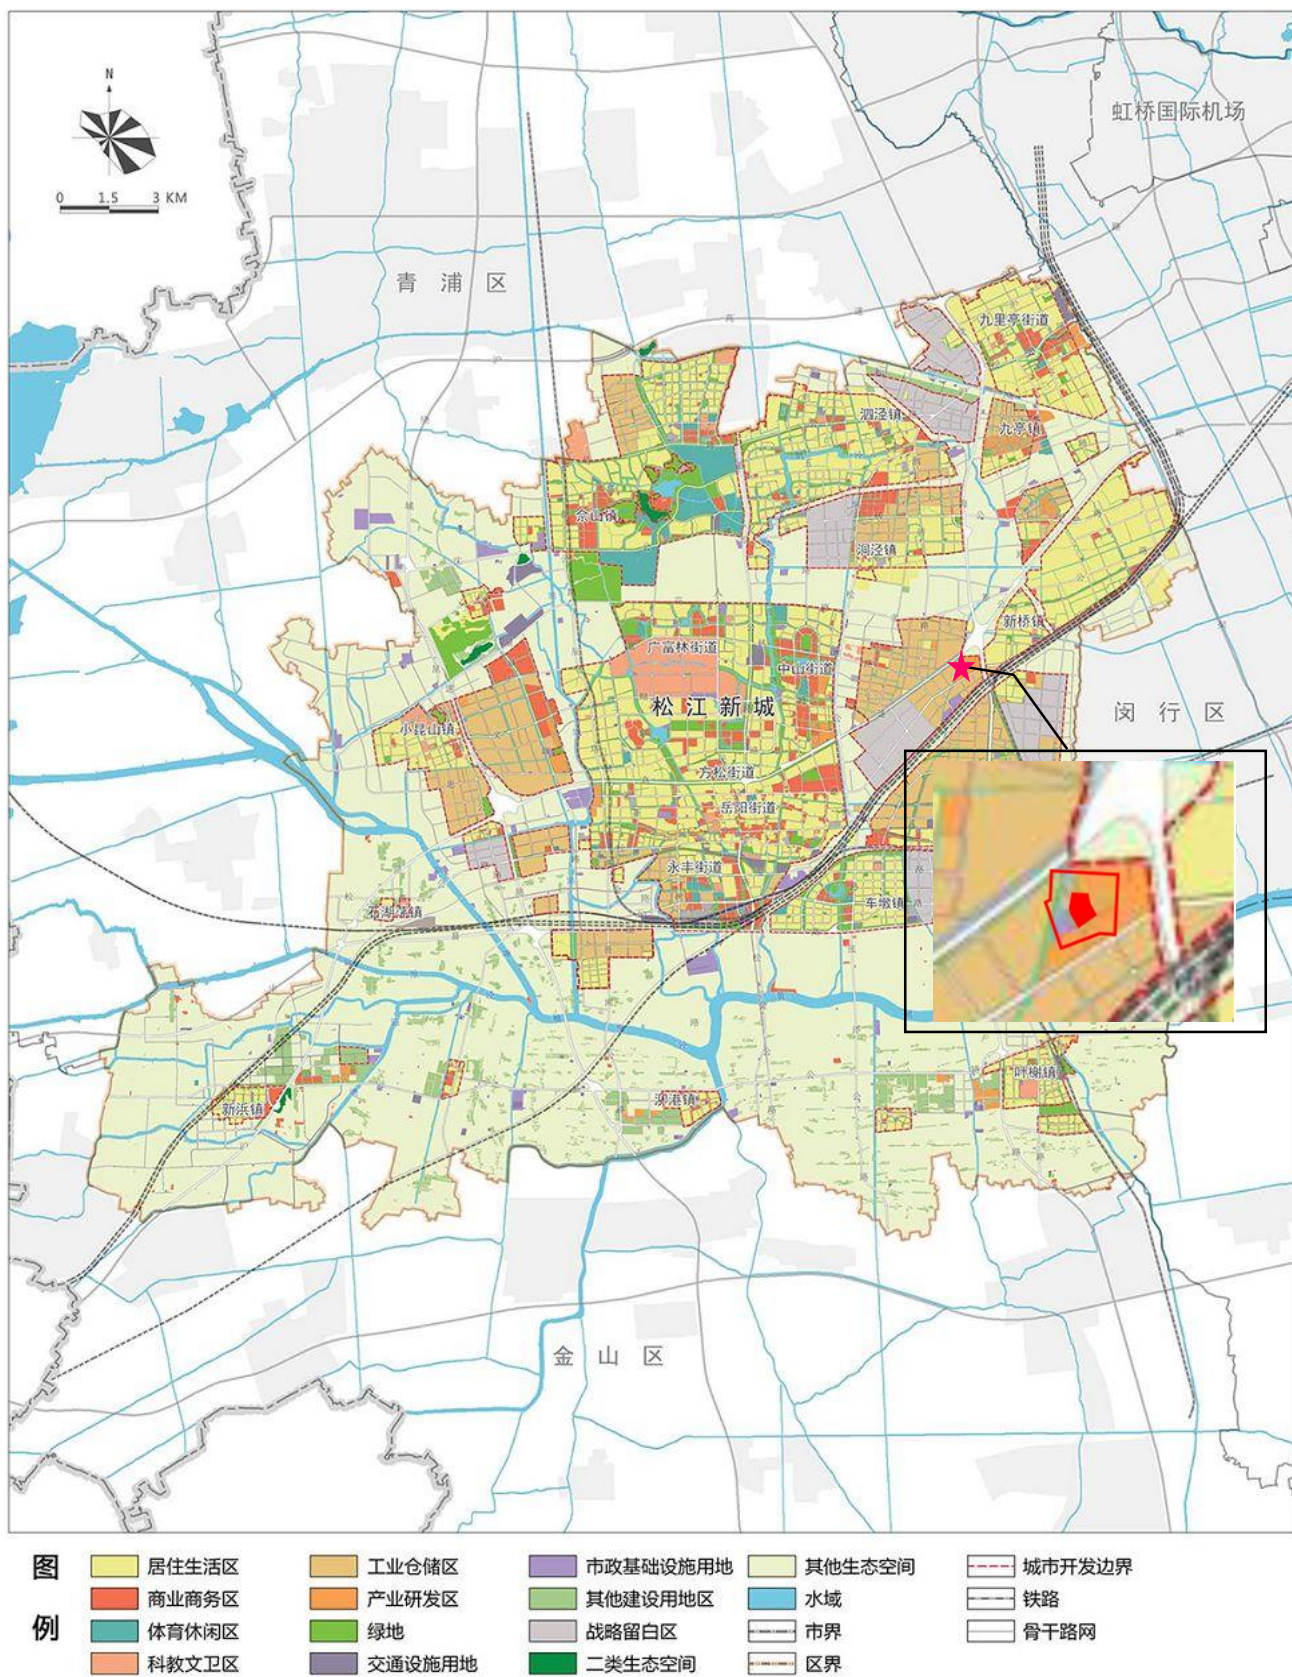 N
0 1.5 3 KM
虹桥国际机场
青浦区
九里亭街道
泗泾镇
九亭镇
佘山镇
洞泾镇
新桥镇
广富林街道
中山街道
松江新城
闵行区
小昆山镇
方松街道
岳阳街道
永丰街道
车墩镇
石湖荡镇
叶榭镇
新浜镇
泖港镇
金山区
图例
居住生活区
工业仓储区
市政基础设施用地
其他生态空间
城市开发边界
商业商务区
产业研发区
其他建设用地区
水域
铁路
体育休闲区
绿地
战略留白区
市界
骨干路网
科教文卫区
交通设施用地
二类生态空间
区界